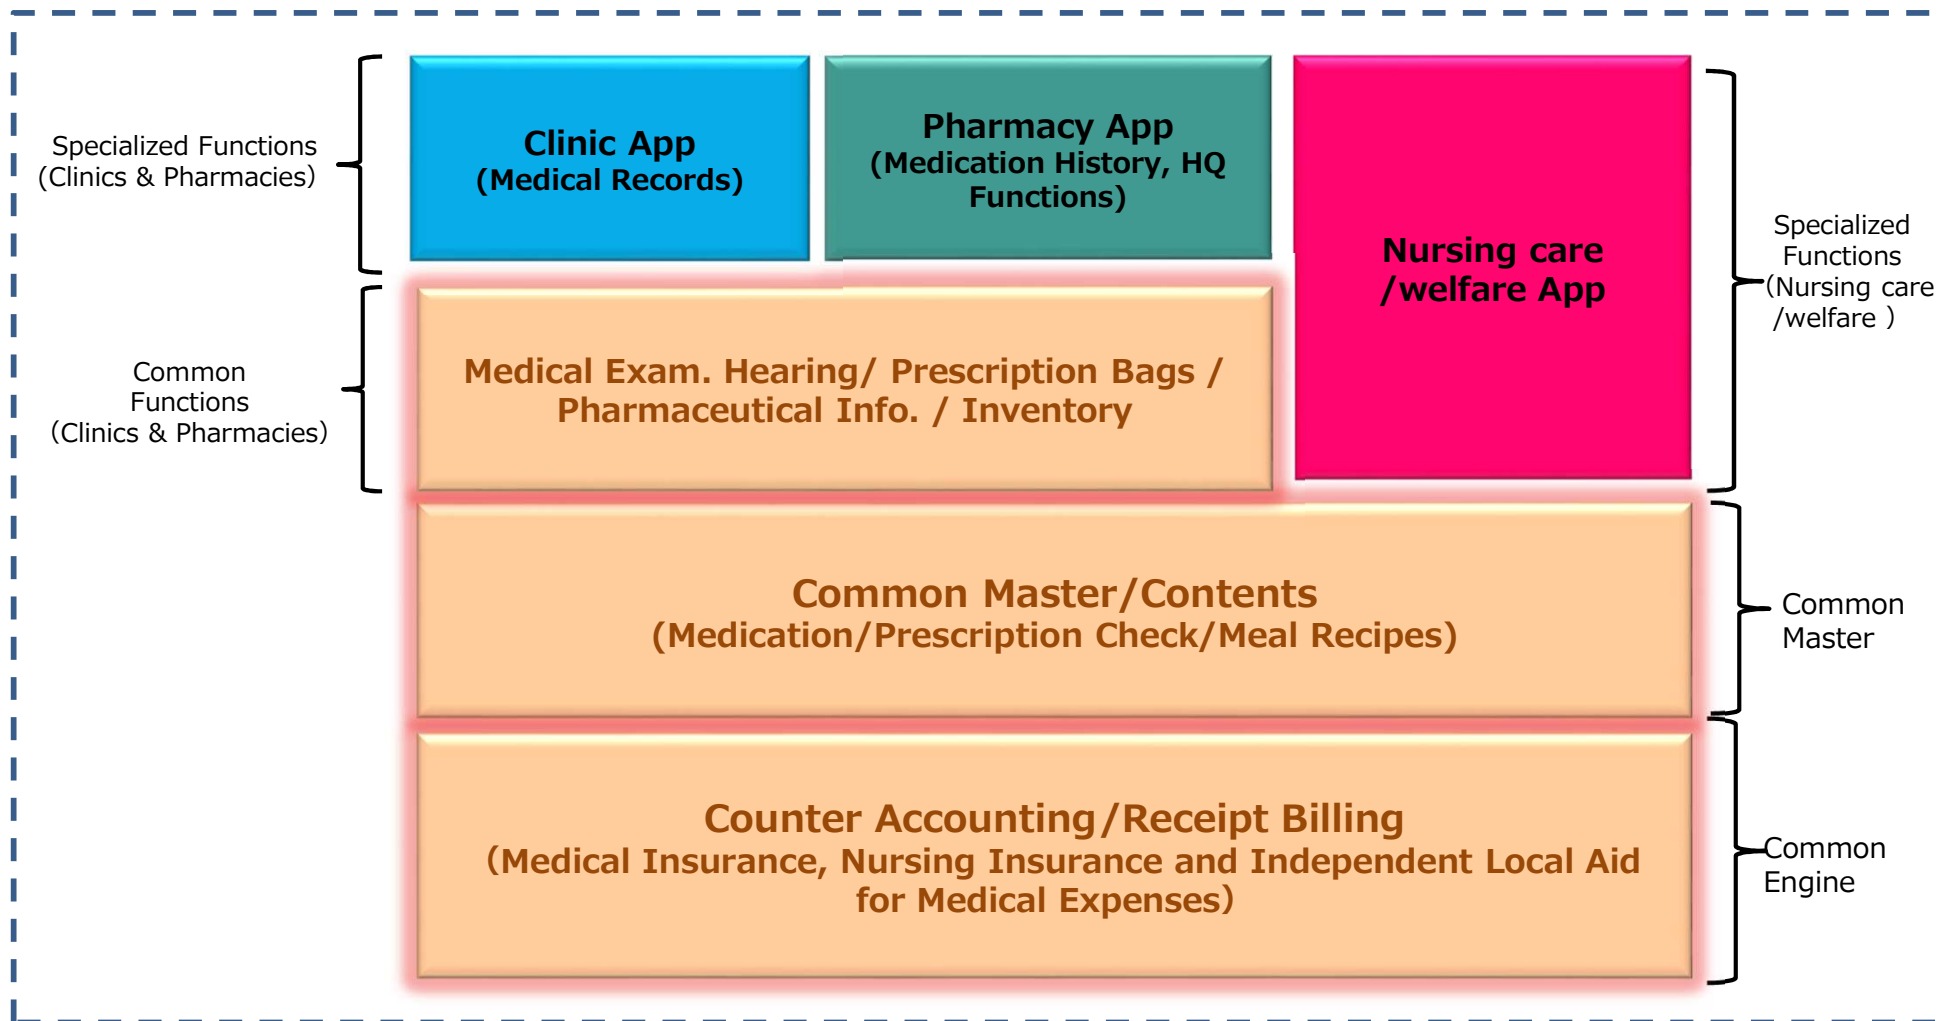 Specialized Functions
(Clinics & Pharmacies）
Clinic App
(Medical Records)
Pharmacy App
(Medication History, HQ
Functions)
Nursing care
/welfare App
Specialized
Functions
（Nursing care
/welfare ）
Common
Functions
（Clinics & Pharmacies）
Medical Exam. Hearing/ Prescription Bags /
Pharmaceutical Info. / Inventory
Common Master/Contents
(Medication/Prescription Check/Meal Recipes)
Common
Master
Counter Accounting/Receipt Billing
（Medical Insurance, Nursing Insurance and Independent Local Aid
for Medical Expenses）
Common
Engine